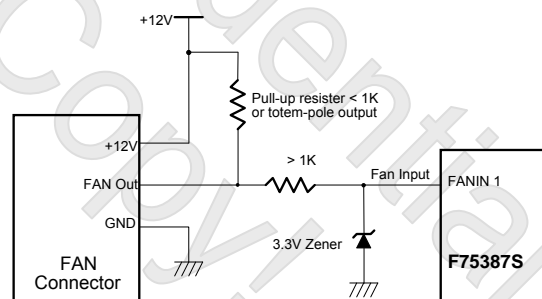 +12V
Pull-up resister < 1K
or totem-pole output
+12V
> 1K
FAN Out
Fan Input
FANIN 1
GND
3.3V Zener
F75387S
FAN
Connector